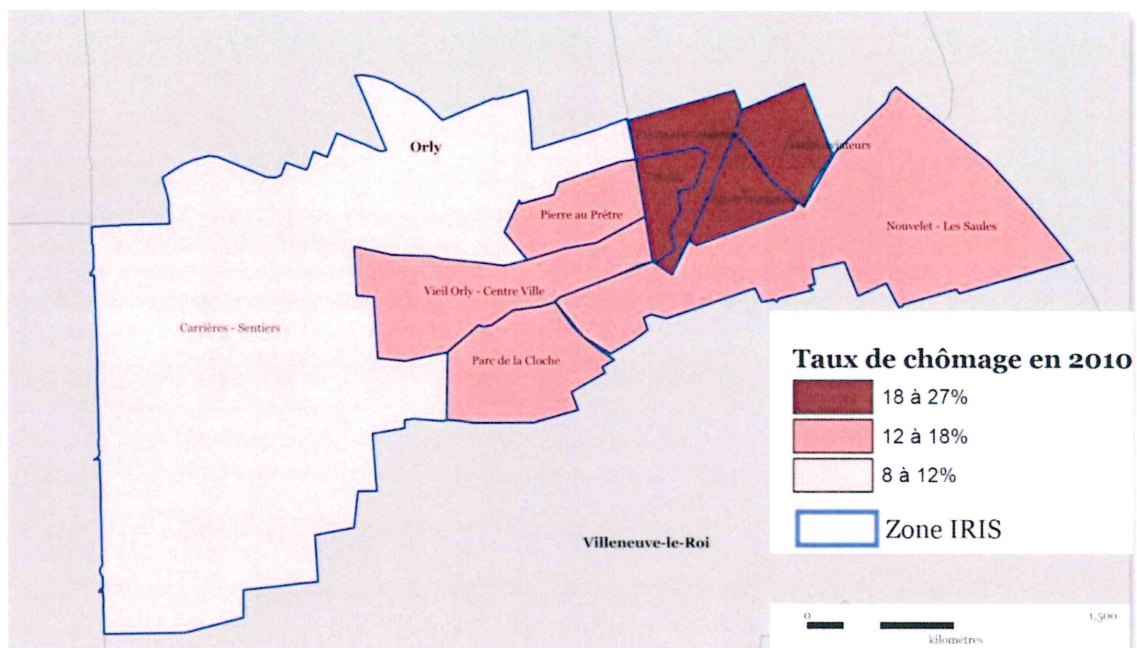 Orly
Pierre au Prêtre
Nouvelet - Les Saules
Vieil Orly - Centre Ville
Carrières - Sentiers
Parc de la Cloche
Villeneuve-le-Roi
Taux de chômage en 2010
18 à 27%
12 à 18%
8 à 12%
Zone IRIS
0
1,500
kilomètres